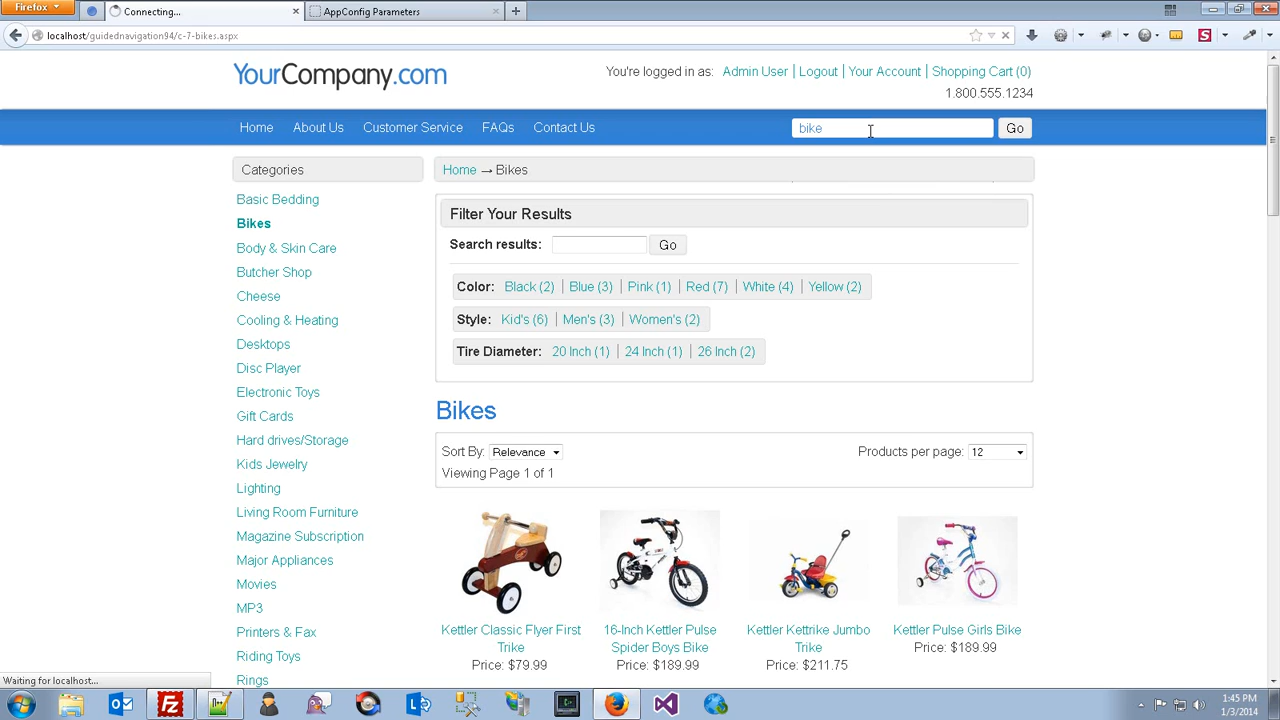 Firefox
Connecting...
AppConfig Parameters
localhost/guidednavigation94/c-7-bikes.aspx
YourCompany.com
You're logged in as: Admin User | Logout | Your Account | Shopping Cart (0)
1.800.555.1234
Home About Us Customer Service FAQs Contact Us
bike Go
Categories
Basic Bedding
Bikes
Body & Skin Care
Butcher Shop
Cheese
Cooling & Heating
Desktops
Disc Player
Electronic Toys
Gift Cards
Hard drives/Storage
Kids Jewelry
Lighting
Living Room Furniture
Magazine Subscription
Major Appliances
Movies
MP3
Printers & Fax
Riding Toys
Rings
Home → Bikes
Filter Your Results
Search results: Go
Color: Black (2) | Blue (3) | Pink (1) | Red (7) | White (4) | Yellow (2)
Style: Kid's (6) | Men's (3) | Women's (2)
Tire Diameter: 20 Inch (1) | 24 Inch (1) | 26 Inch (2)
Bikes
Sort By: Relevance
Products per page: 12
Viewing Page 1 of 1
Kettler Classic Flyer First
Trike
Price: $79.99
16-Inch Kettler Pulse
Spider Boys Bike
Price: $189.99
Kettler Kettrike Jumbo
Trike
Price: $211.75
Kettler Pulse Girls Bike
Price: $189.99
Waiting for localhost...
1:45 PM
1/3/2014